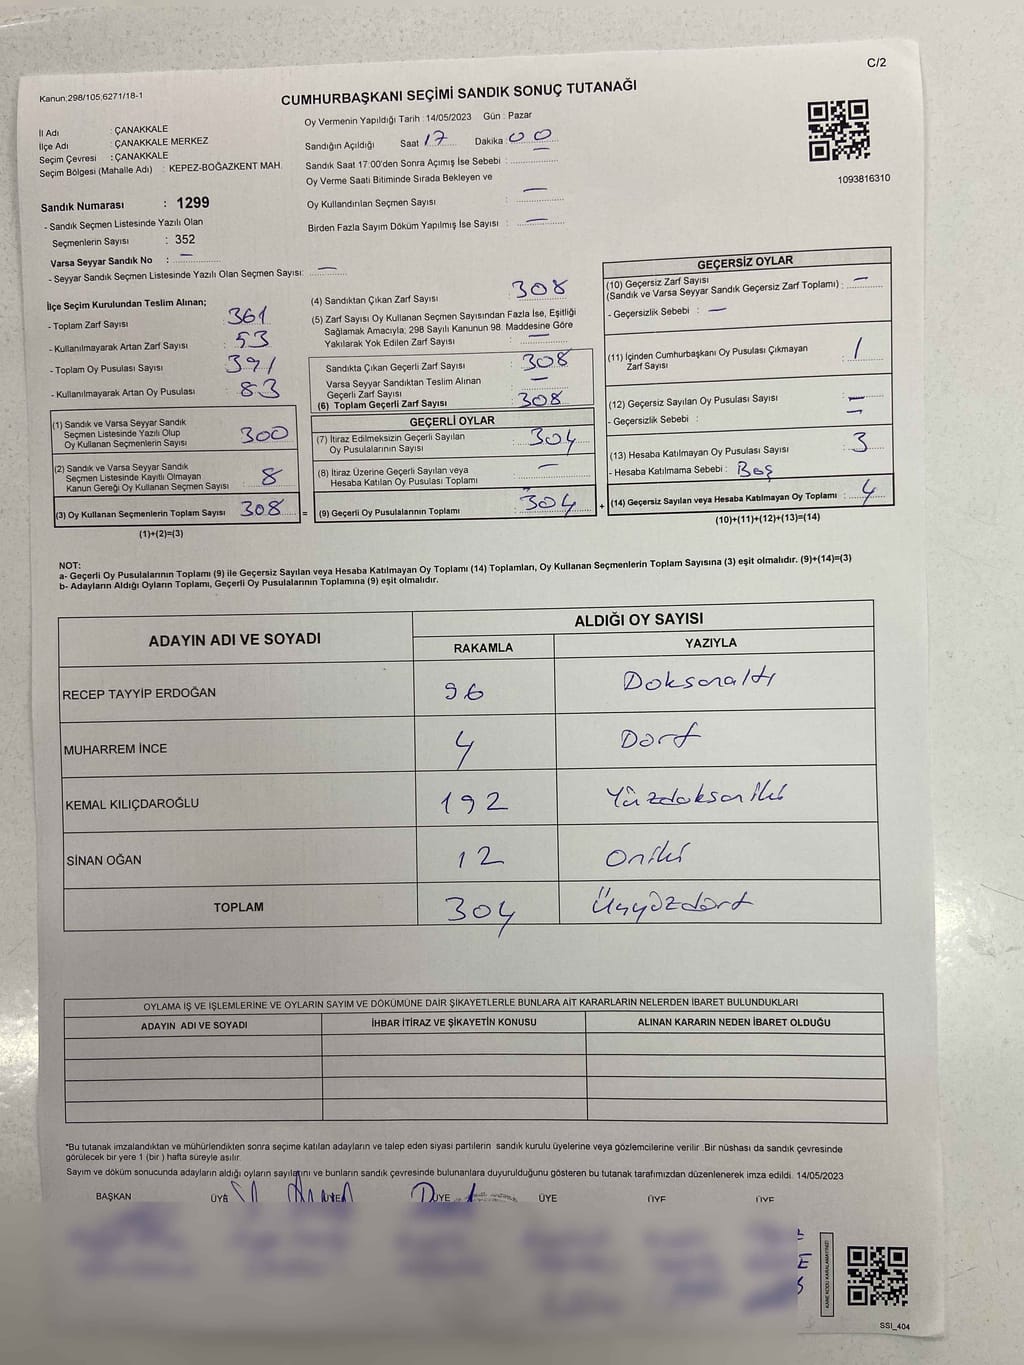 C/2
Kanun;298/105;6271/18-1
CUMHURBAŞKANI SEÇİMİ SANDIK SONUÇ TUTANAĞI
İl Adı : ÇANAKKALE
İlçe Adı : ÇANAKKALE MERKEZ
Seçim Çevresi : ÇANAKKALE
Seçim Bölgesi (Mahalle Adı) : KEPEZ-BOĞAZKENT MAH.
Oy Vermenin Yapıldığı Tarih : 14/05/2023 Gün : Pazar
Sandığın Açıldığı Saat 17 Dakika 00
Sandık Saat 17:00'den Sonra Açımış İse Sebebi :
Oy Verme Saati Bitiminde Sırada Bekleyen ve
Oy Kullandırılan Seçmen Sayısı : —
Birden Fazla Sayım Döküm Yapılmış İse Sayısı : —
1093816310
Sandık Numarası : 1299
- Sandık Seçmen Listesinde Yazılı Olan
Seçmenlerin Sayısı : 352
Varsa Seyyar Sandık No : —
- Seyyar Sandık Seçmen Listesinde Yazılı Olan Seçmen Sayısı: —
İlçe Seçim Kurulundan Teslim Alınan;
- Toplam Zarf Sayısı : 361
- Kullanılmayarak Artan Zarf Sayısı : 53
- Toplam Oy Pusulası Sayısı : 391
- Kullanılmayarak Artan Oy Pusulası : 83
(1) Sandık ve Varsa Seyyar Sandık
Seçmen Listesinde Yazılı Olup
Oy Kullanan Seçmenlerin Sayısı : 300
(2) Sandık ve Varsa Seyyar Sandık
Seçmen Listesinde Kayıtlı Olmayan
Kanun Gereği Oy Kullanan Seçmen Sayısı : 8
(3) Oy Kullanan Seçmenlerin Toplam Sayısı : 308
(1)+(2)=(3)
(4) Sandıktan Çıkan Zarf Sayısı : 308
(5) Zarf Sayısı Oy Kullanan Seçmen Sayısından Fazla İse, Eşitliği
Sağlamak Amacıyla; 298 Sayılı Kanunun 98. Maddesine Göre
Yakılarak Yok Edilen Zarf Sayısı : —
Sandıkta Çıkan Geçerli Zarf Sayısı : 308
Varsa Seyyar Sandıktan Teslim Alınan
Geçerli Zarf Sayısı : —
(6) Toplam Geçerli Zarf Sayısı : 308
GEÇERLİ OYLAR
(7) İtiraz Edilmeksizin Geçerli Sayılan
Oy Pusulalarının Sayısı : 304
(8) İtiraz Üzerine Geçerli Sayılan veya
Hesaba Katılan Oy Pusulası Toplamı : —
= (9) Geçerli Oy Pusulalarının Toplamı : 304 +
GEÇERSİZ OYLAR
(10) Geçersiz Zarf Sayısı
(Sandık ve Varsa Seyyar Sandık Geçersiz Zarf Toplamı) : —
- Geçersizlik Sebebi : —
(11) İçinden Cumhurbaşkanı Oy Pusulası Çıkmayan
Zarf Sayısı : 1
(12) Geçersiz Sayılan Oy Pusulası Sayısı : —
- Geçersizlik Sebebi : —
(13) Hesaba Katılmayan Oy Pusulası Sayısı : 3
- Hesaba Katılmama Sebebi : Boş
(14) Geçersiz Sayılan veya Hesaba Katılmayan Oy Toplamı : 4
(10)+(11)+(12)+(13)=(14)
NOT:
a- Geçerli Oy Pusulalarının Toplamı (9) ile Geçersiz Sayılan veya Hesaba Katılmayan Oy Toplamı (14) Toplamları, Oy Kullanan Seçmenlerin Toplam Sayısına (3) eşit olmalıdır. (9)+(14)=(3)
b- Adayların Aldığı Oyların Toplamı, Geçerli Oy Pusulalarının Toplamına (9) eşit olmalıdır.
ADAYIN ADI VE SOYADI
ALDIĞI OY SAYISI
RAKAMLA YAZIYLA
RECEP TAYYİP ERDOĞAN 96 Doksanaltı
MUHARREM İNCE 4 Dört
KEMAL KILIÇDAROĞLU 192 Yüzdoksaniki
SİNAN OĞAN 12 Oniki
TOPLAM 304 Üçyüzdört
OYLAMA İŞ VE İŞLEMLERİNE VE OYLARIN SAYIM VE DÖKÜMÜNE DAİR ŞİKAYETLERLE BUNLARA AİT KARARLARIN NELERDEN İBARET BULUNDUKLARI
ADAYIN ADI VE SOYADI İHBAR İTİRAZ VE ŞİKAYETİN KONUSU ALINAN KARARIN NEDEN İBARET OLDUĞU
*Bu tutanak imzalandıktan ve mühürlendikten sonra seçime katılan adayların ve talep eden siyasi partilerin sandık kurulu üyelerine veya gözlemcilerine verilir. Bir nüshası da sandık çevresinde
görülecek bir yere 1 (bir ) hafta süreyle asılır.
Sayım ve döküm sonucunda adayların aldığı oyların sayılarını ve bunların sandık çevresinde bulunanlara duyurulduğunu gösteren bu tutanak tarafımızdan düzenlenerek imza edildi. 14/05/2023
BAŞKAN ÜYE ÜYE ÜYE ÜYE ÜYE ÜYE
KARE KODU KARALAMAYINIZ!
SSI_404